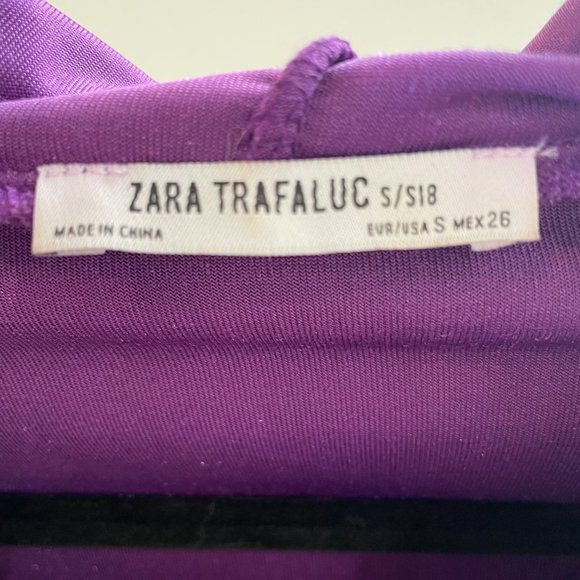 ZARA TRAFALUC S/S18
MADE IN CHINA EUR/USA S MEX 26